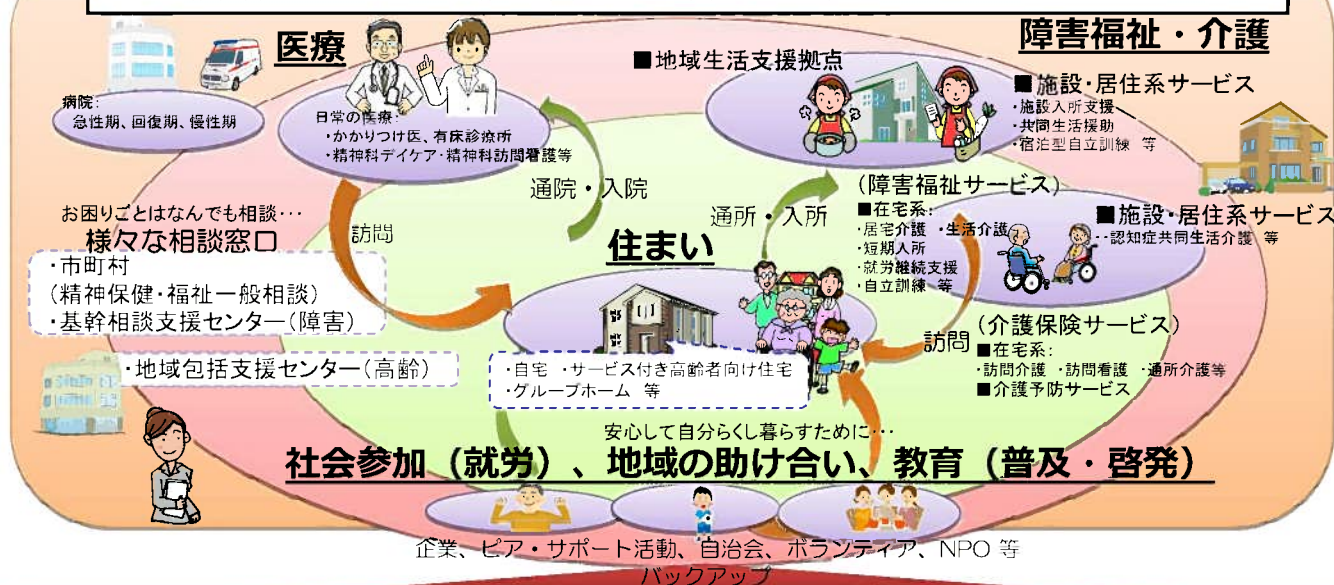 医療
障害福祉・介護
病院：
急性期、回復期、慢性期
日常の医療：
・かかりつけ医、有床診療所
・精神科デイケア・精神科訪問看護等
■地域生活支援拠点
■施設・居住系サービス
・施設入所支援
・共同生活援助
・宿泊型自立訓練 等
通院・入院
訪問
お困りごとはなんでも相談…
様々な相談窓口
・市町村
(精神保健・福祉一般相談)
・基幹相談支援センター(障害)
・地域包括支援センター(高齢)
通所・入所
住まい
・自宅 ・サービス付き高齢者向け住宅
・グループホーム 等
(障害福祉サービス)
■在宅系：
・居宅介護 ・生活介護
・短期入所
・就労継続支援
・自立訓練 等
■施設・居住系サービス
・認知症共同生活介護 等
訪問
(介護保険サービス)
■在宅系：
・訪問介護 ・訪問看護 ・通所介護等
■介護予防サービス
安心して自分らしく暮らすために…
社会参加（就労）、地域の助け合い、教育（普及・啓発）
企業、ピア・サポート活動、自治会、ボランティア、NPO 等
バックアップ